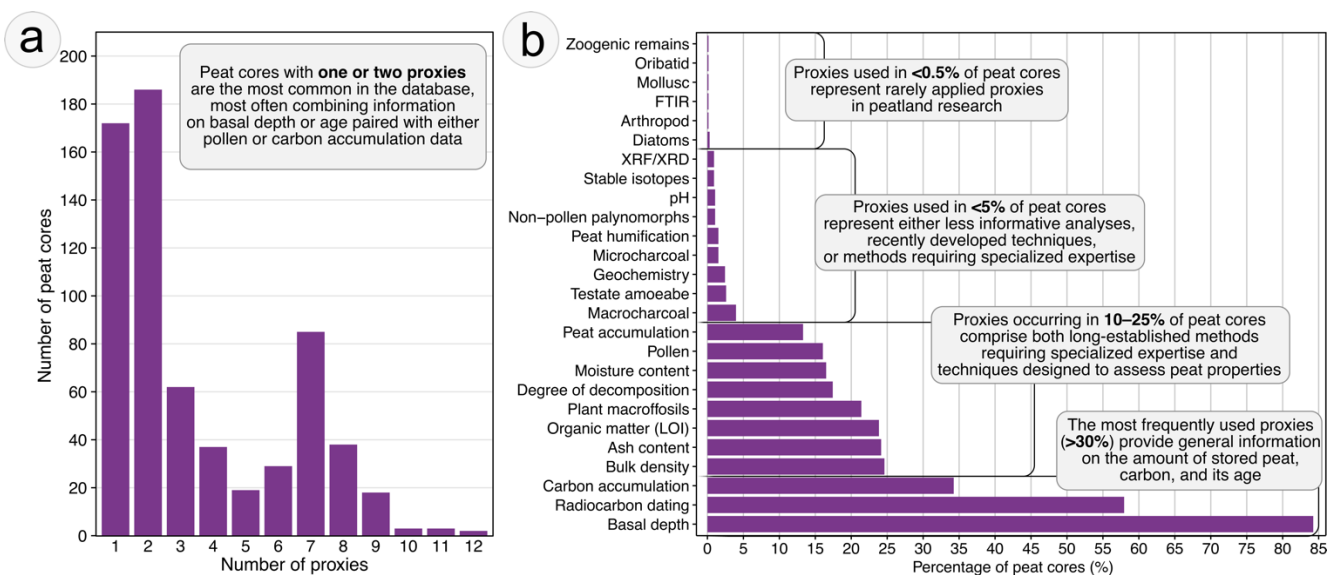 a
Peat cores with one or two proxies
are the most common in the database,
most often combining information
on basal depth or age paired with either
pollen or carbon accumulation data
Number of peat cores
200
180
160
140
120
100
80
60
40
20
0
1 2 3 4 5 6 7 8 9 10 11 12
Number of proxies
b
Zoogenic remains
Oribatid
Mollusc
FTIR
Arthropod
Diatoms
XRF/XRD
Stable isotopes
pH
Non−pollen palynomorphs
Peat humification
Microcharcoal
Geochemistry
Testate amoeabe
Macrocharcoal
Peat accumulation
Pollen
Moisture content
Degree of decomposition
Plant macroffosils
Organic matter (LOI)
Ash content
Bulk density
Carbon accumulation
Radiocarbon dating
Basal depth
Proxies used in <0.5% of peat cores
represent rarely applied proxies
in peatland research
Proxies used in <5% of peat cores
represent either less informative analyses,
recently developed techniques,
or methods requiring specialized expertise
Proxies occurring in 10–25% of peat cores
comprise both long-established methods
requiring specialized expertise and
techniques designed to assess peat properties
The most frequently used proxies
(>30%) provide general information
on the amount of stored peat,
carbon, and its age
0 5 10 15 20 25 30 35 40 45 50 55 60 65 70 75 80 85
Percentage of peat cores (%)